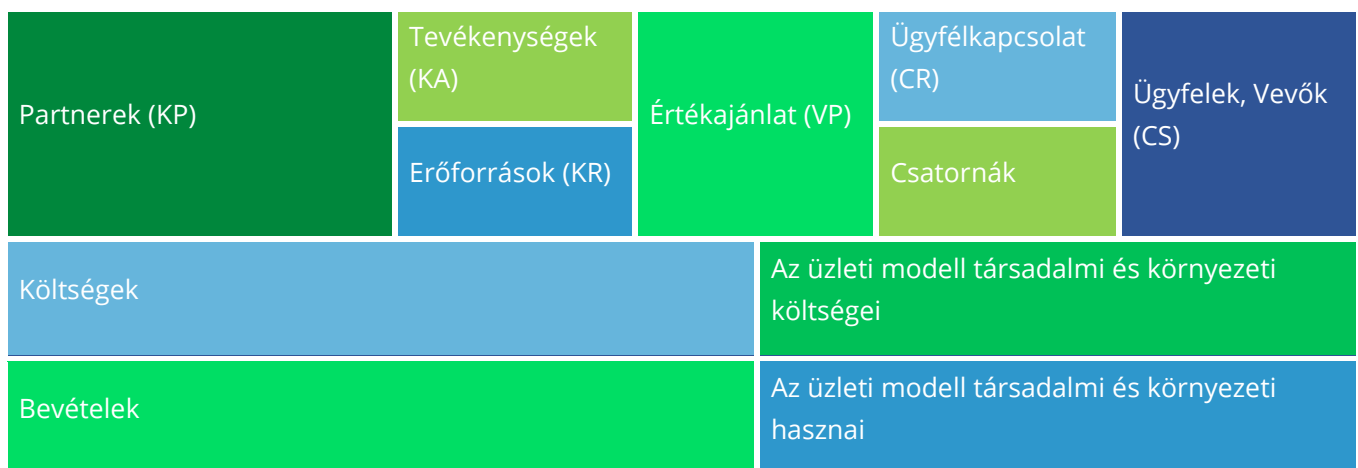 Partnerek (KP)
Tevékenységek
(KA)
Erőforrások (KR)
Értékajánlat (VP)
Ügyfélkapcsolat
(CR)
Csatornák
Ügyfelek, Vevők
(CS)
Költségek
Az üzleti modell társadalmi és környezeti
költségei
Bevételek
Az üzleti modell társadalmi és környezeti
hasznai